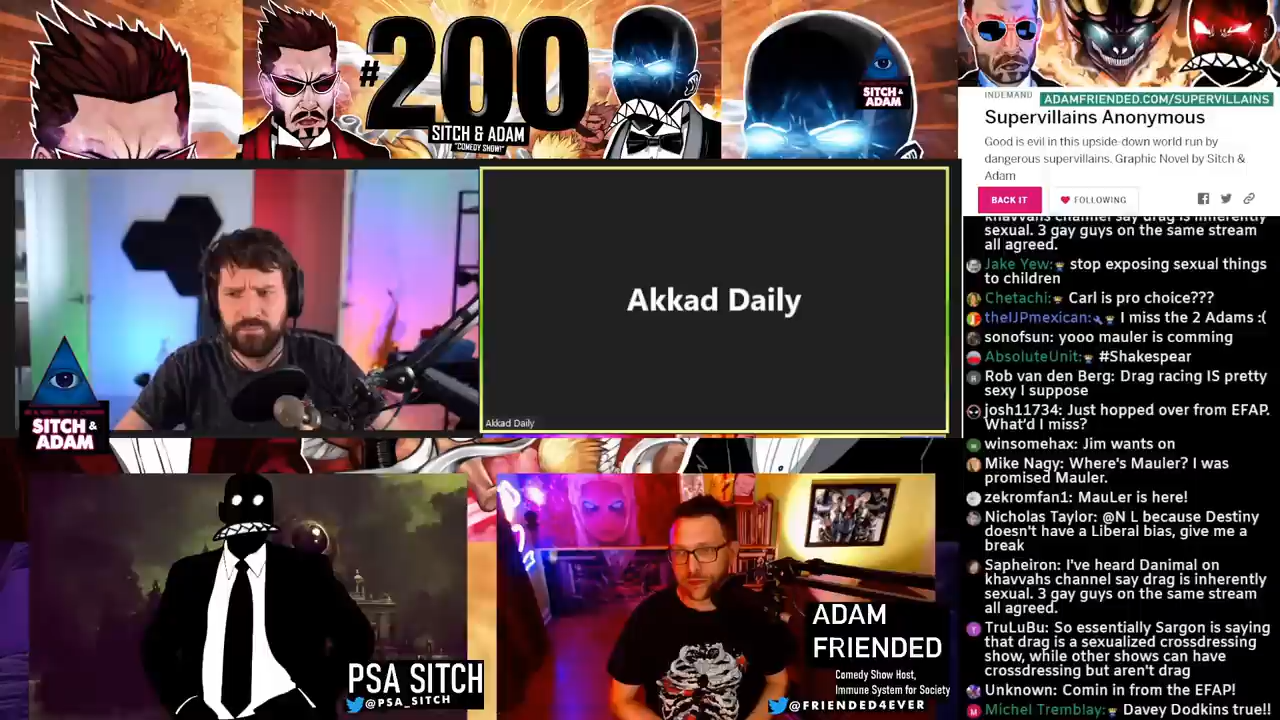 #200
SITCH & ADAM
"COMEDY SHOW!"
SITCH &
ADAM
INDEMAND
ADAMFRIENDED.COM/SUPERVILLAINS
Supervillains Anonymous
Good is evil in this upside-down world run by
dangerous supervillains. Graphic Novel by Sitch &
Adam
BACK IT
FOLLOWING
Akkad Daily
Akkad Daily
SITCH &
ADAM
PSA SITCH
@PSA_SITCH
ADAM
FRIENDED
Comedy Show Host,
Immune System for Society
@FRIENDED4EVER
khavvahs channel say drag is inherently
sexual. 3 gay guys on the same stream
all agreed.
Jake Yew: stop exposing sexual things
to children
Chetachi: Carl is pro choice???
theIJPmexican: I miss the 2 Adams :(
sonofsun: yooo mauler is comming
AbsoluteUnit: #Shakespear
Rob van den Berg: Drag racing IS pretty
sexy I suppose
josh11734: Just hopped over from EFAP.
What'd I miss?
winsomehax: Jim wants on
Mike Nagy: Where's Mauler? I was
promised Mauler.
zekromfan1: MauLer is here!
Nicholas Taylor: @N L because Destiny
doesn't have a Liberal bias, give me a
break
Sapheiron: I've heard Danimal on
khavvahs channel say drag is inherently
sexual. 3 gay guys on the same stream
all agreed.
TruLuBu: So essentially Sargon is saying
that drag is a sexualized crossdressing
show, while other shows can have
crossdressing but aren't drag
Unknown: Comin in from the EFAP!
Michel Tremblay: Davey Dodkins true!!